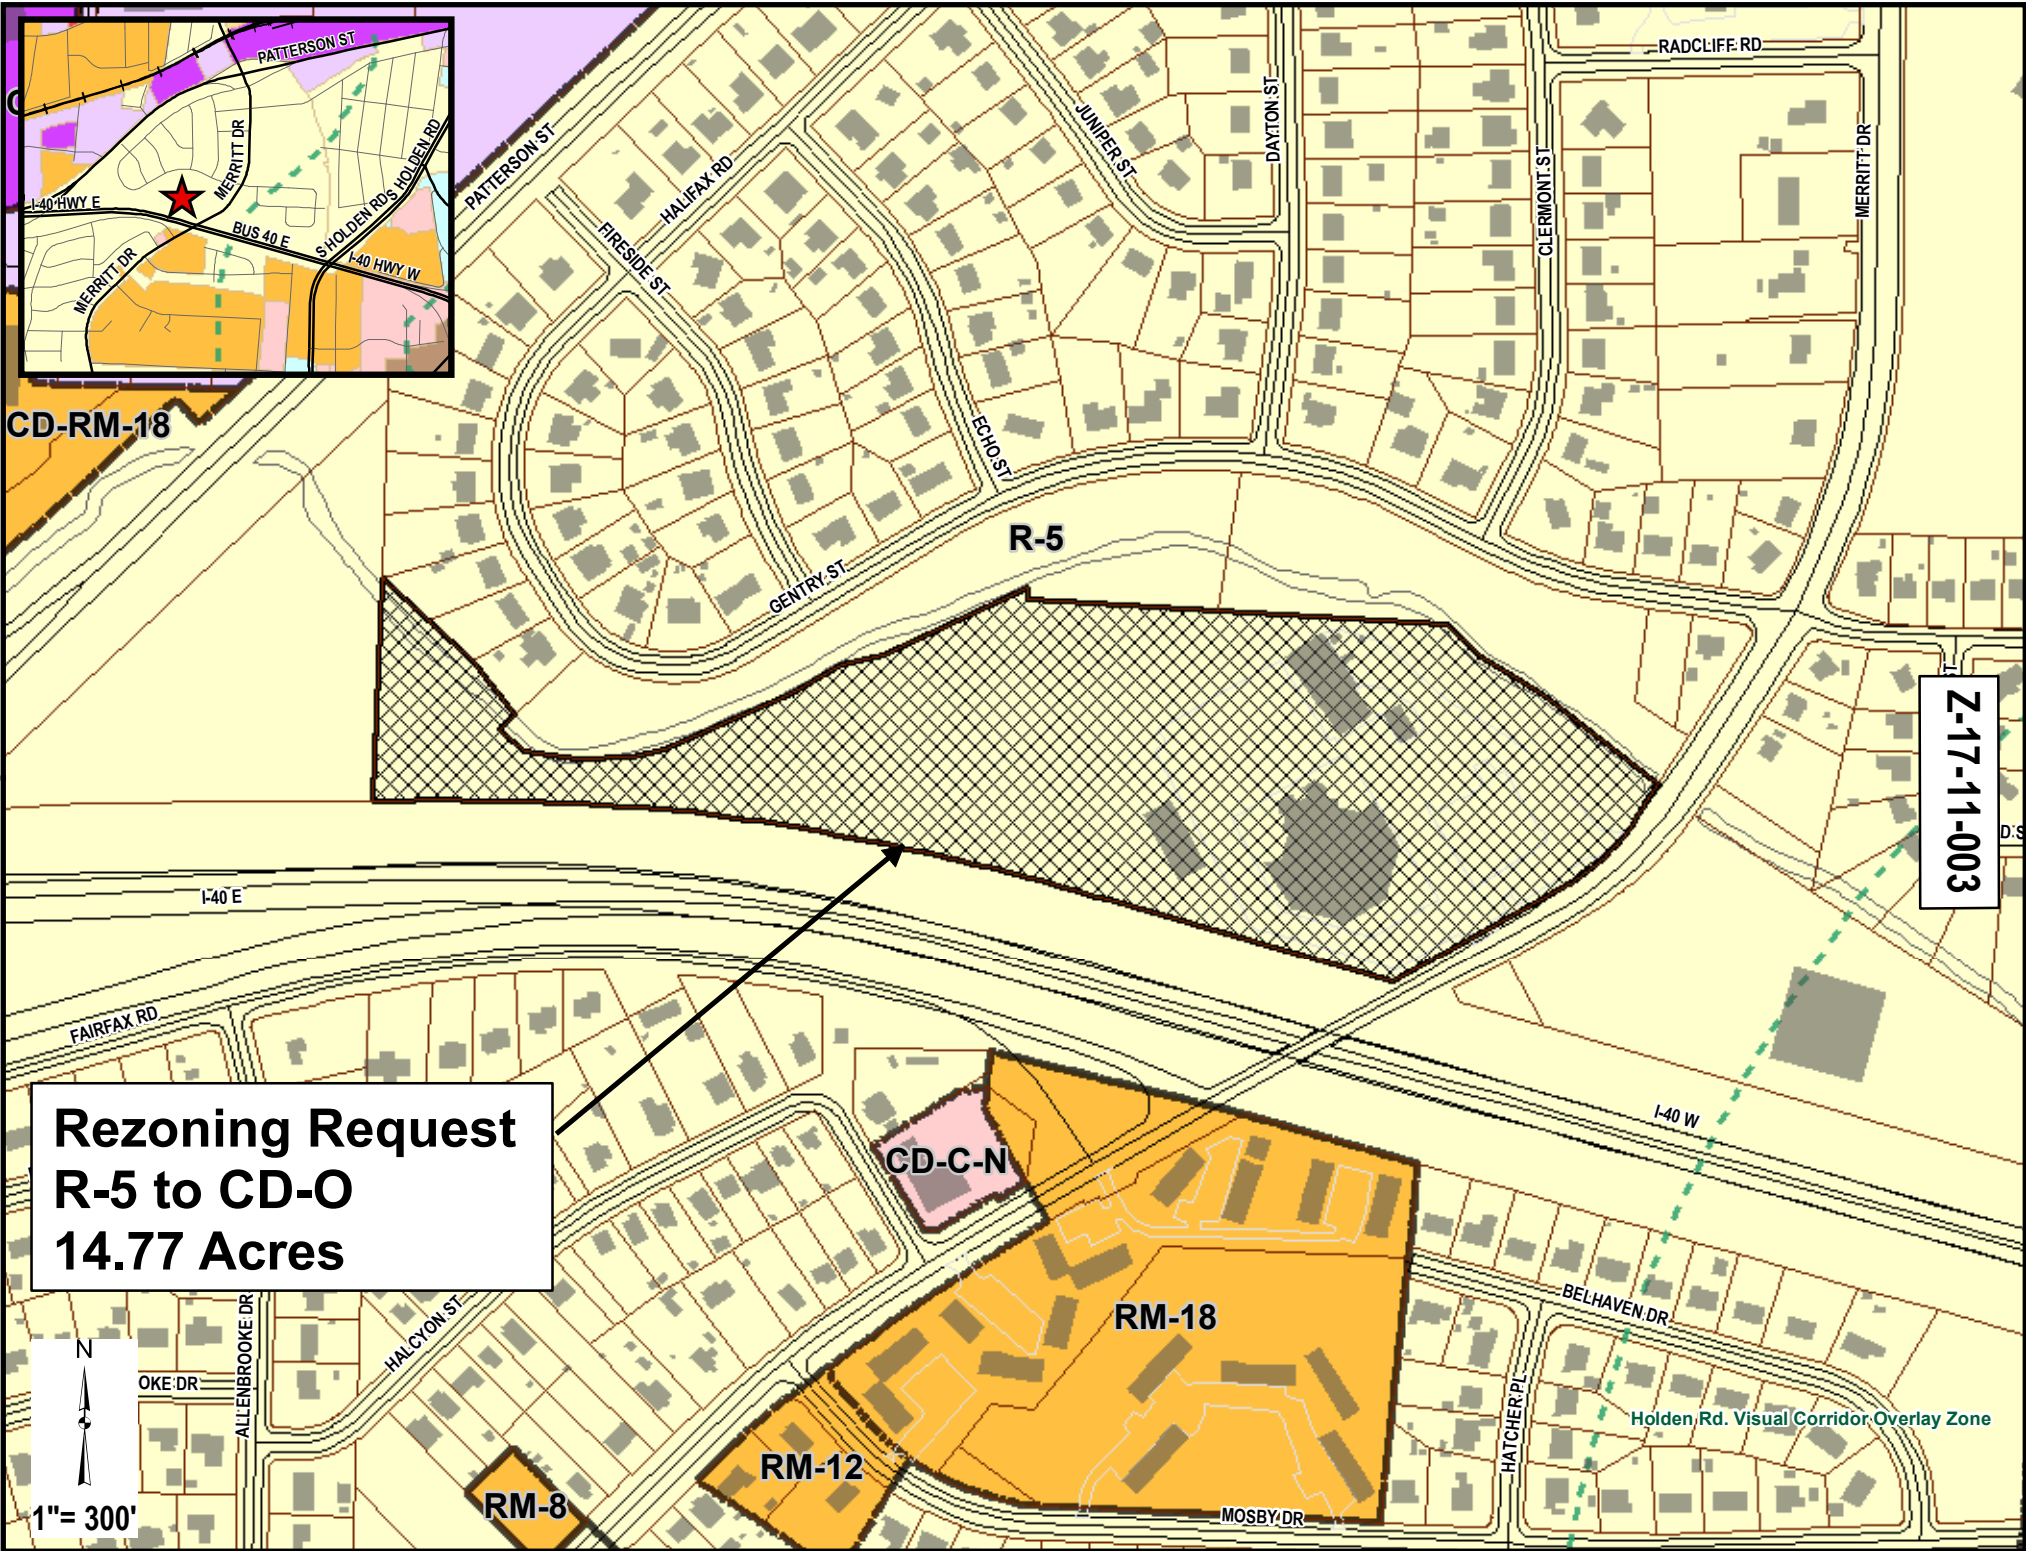 PATTERSON ST
MERRITT DR
S HOLDEN RD
I-40 HWY E
BUS 40 E
S HOLDEN RD
I-40 HWY W
MERRITT DR
RADCLIFF RD
PATTERSON ST
HALIFAX RD
JUNIPER ST
DAYTON ST
CLERMONT ST
MERRITT DR
FIRESIDE ST
CD-RM-18
ECHO ST
R-5
GENTRY ST
ST
Z-17-11-003
D S
I-40 E
FAIRFAX RD
Rezoning Request
R-5 to CD-O
14.77 Acres
CD-C-N
I-40 W
RM-18
BELHAVEN DR
HALCYON ST
ALLENBROOKE DR
OKE DR
N
1"= 300'
HATCHER PL
Holden Rd. Visual Corridor Overlay Zone
RM-12
RM-8
MOSBY DR